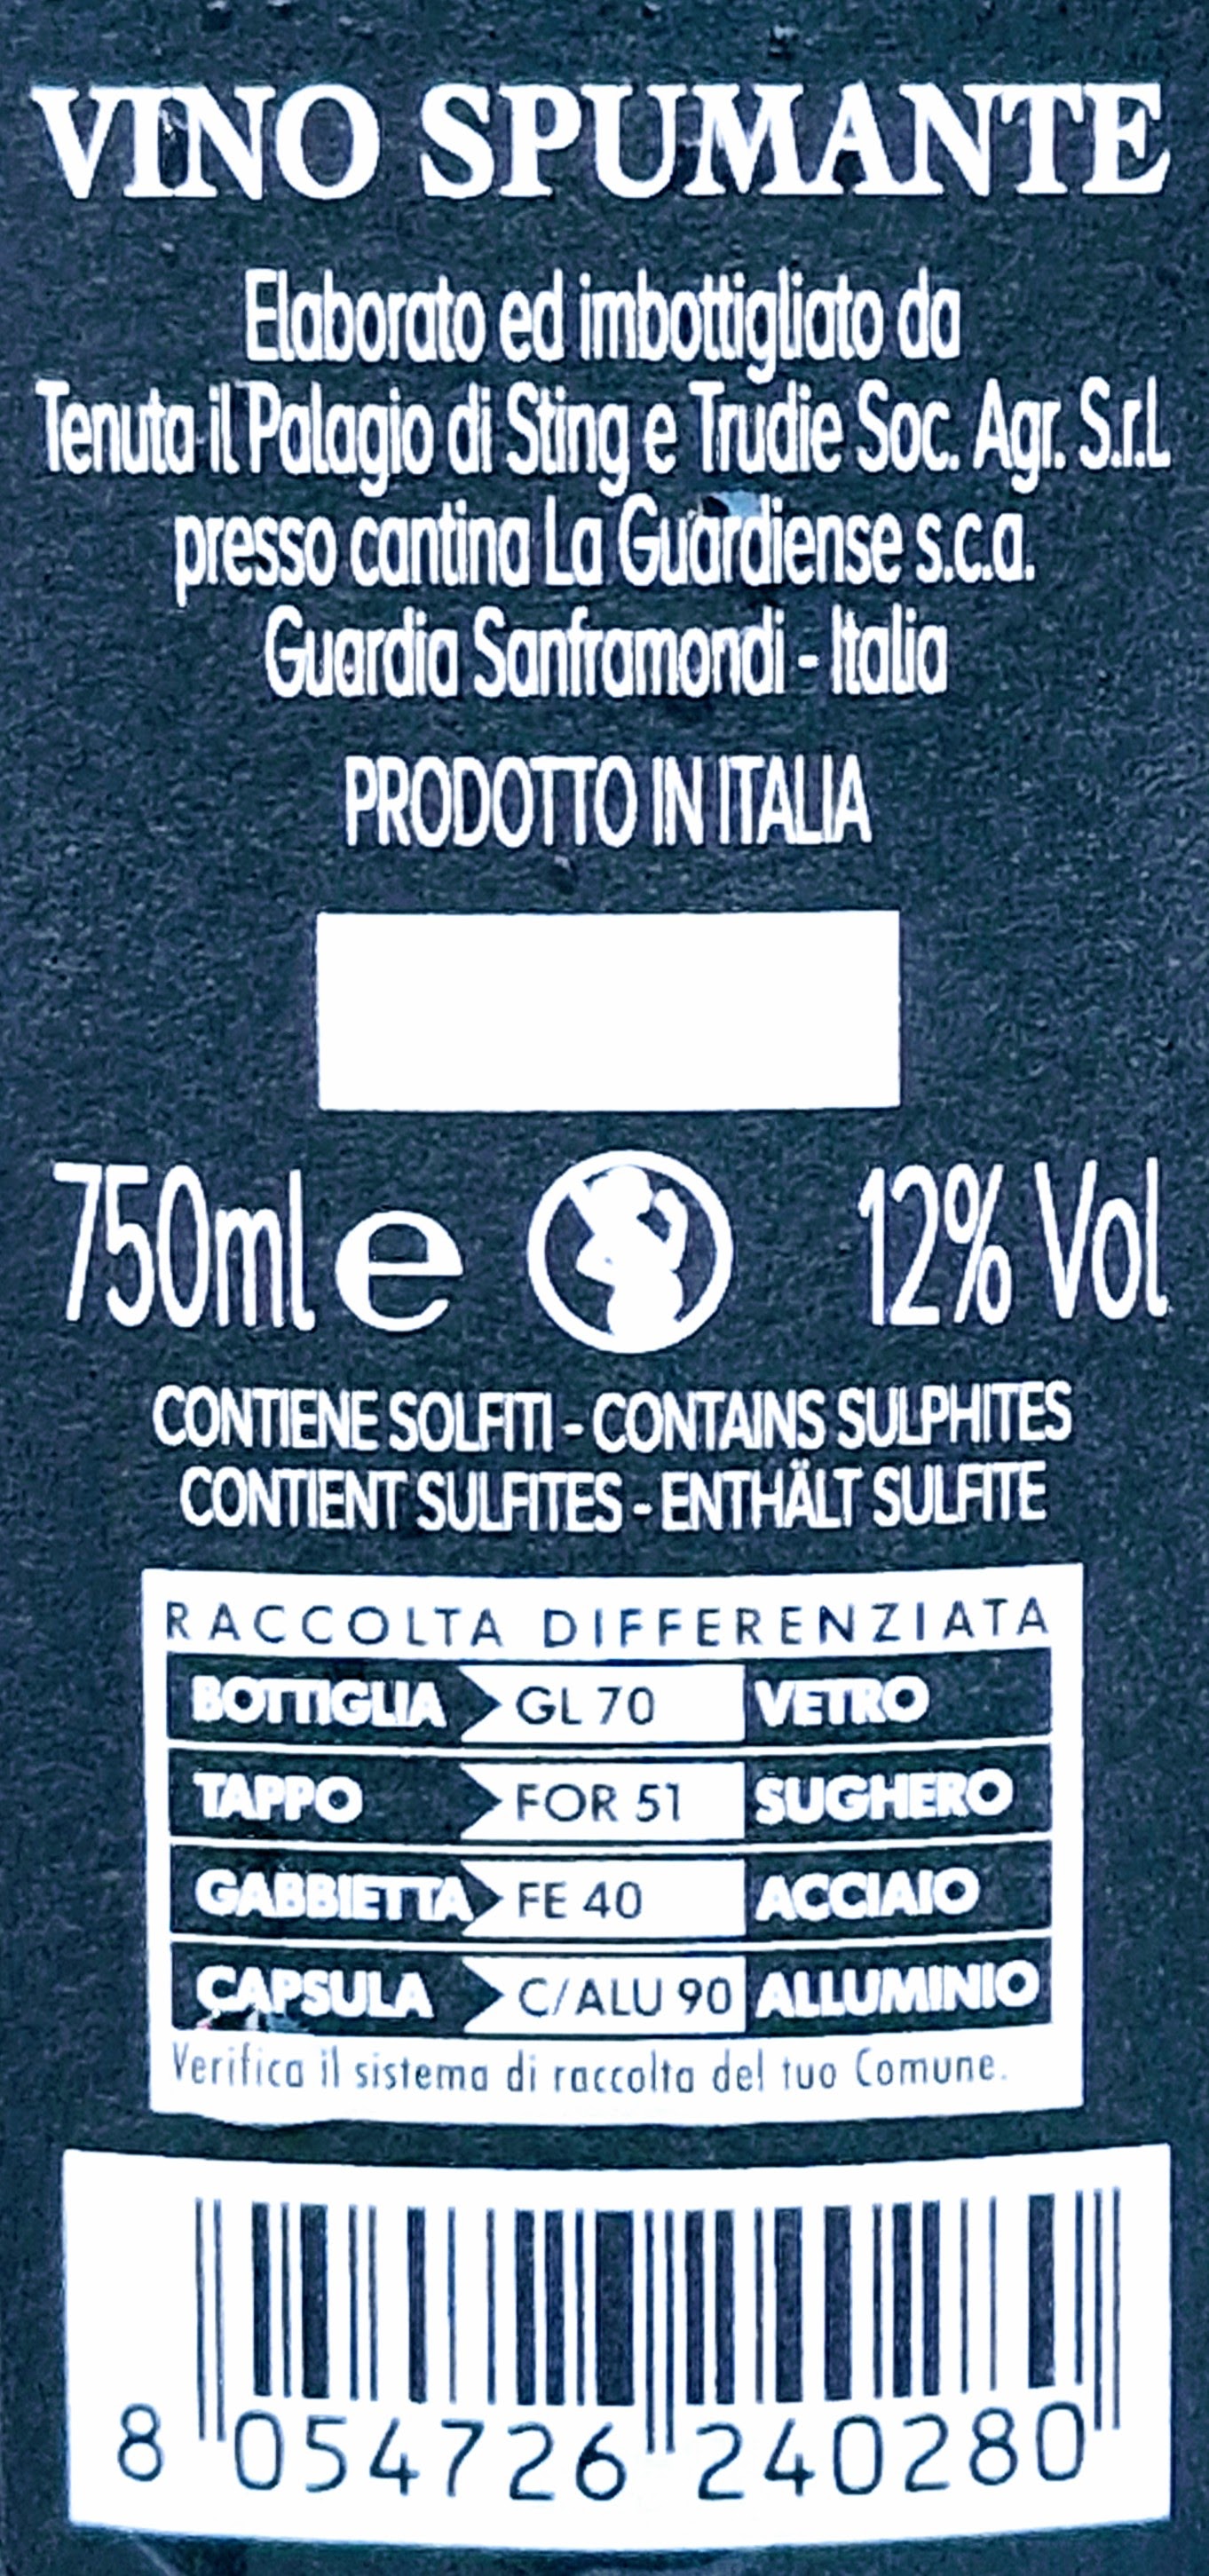 VINO SPUMANTE
Elaborato ed imbottigliato da
Tenuta il Palagio di Sting e Trudie Soc. Agr. S.r.l.
presso cantina La Guardiense s.c.a.
Guardia Sanframondi - Italia
PRODOTTO IN ITALIA
750ml e 12% Vol
CONTIENE SOLFITI - CONTAINS SULPHITES
CONTIENT SULFITES - ENTHÄLT SULFITE
RACCOLTA DIFFERENZIATA
BOTTIGLIA GL 70 VETRO
TAPPO FOR 51 SUGHERO
GABBIETTA FE 40 ACCIAIO
CAPSULA C/ALU 90 ALLUMINIO
Verifica il sistema di raccolta del tuo Comune.
8 054726 240280